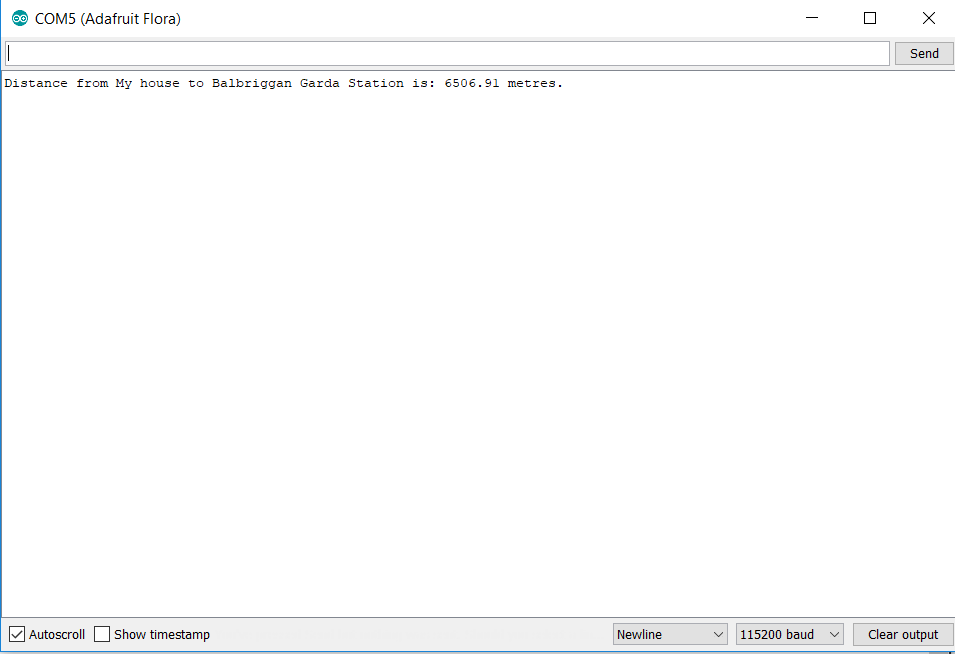 COM5 (Adafruit Flora)
Send
Distance from My house to Balbriggan Garda Station is: 6506.91 metres.
Autoscroll Show timestamp Newline 115200 baud Clear output